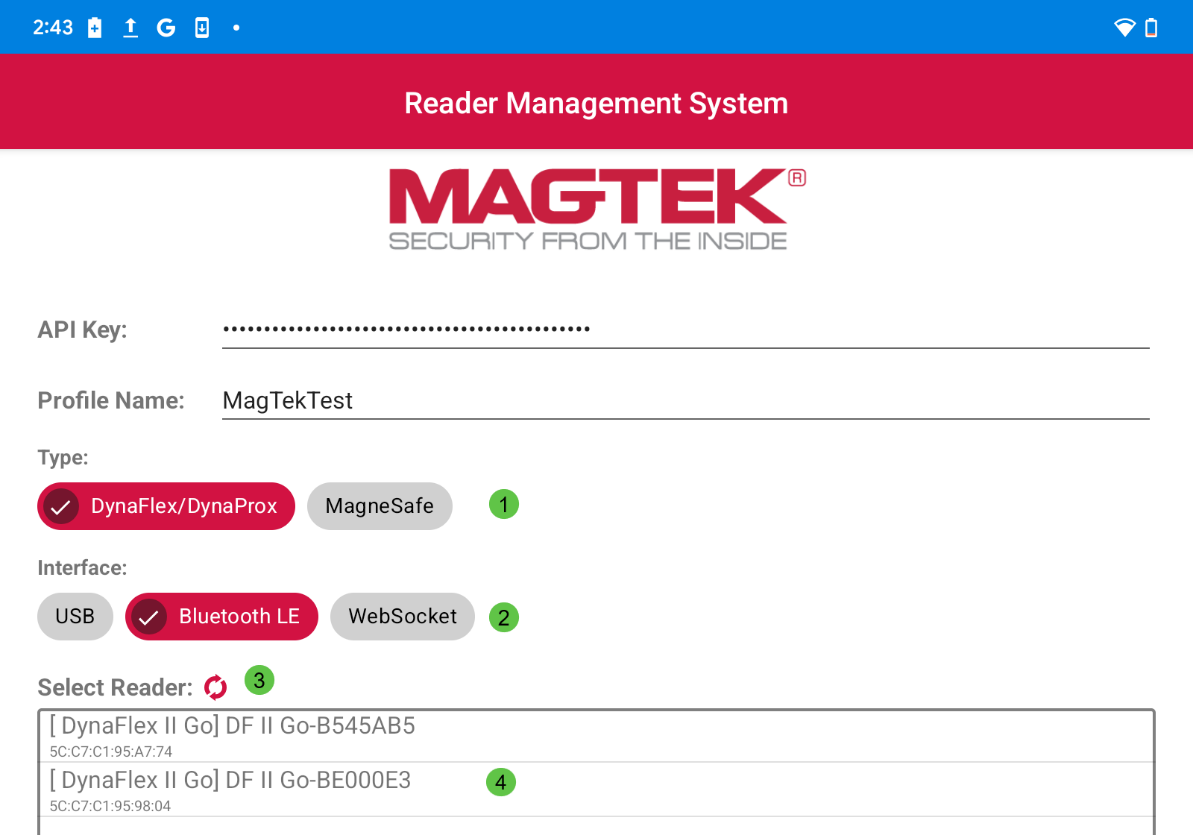 2:43
Reader Management System
MAGTEK®
SECURITY FROM THE INSIDE
API Key: ••••••••••••••••••••••••••••••••••••••••••••
Profile Name: MagTekTest
Type:
DynaFlex/DynaProx MagneSafe 1
Interface:
USB Bluetooth LE WebSocket 2
Select Reader: 3
[ DynaFlex II Go] DF II Go-B545AB5
5C:C7:C1:95:A7:74
[ DynaFlex II Go] DF II Go-BE000E3 4
5C:C7:C1:95:98:04